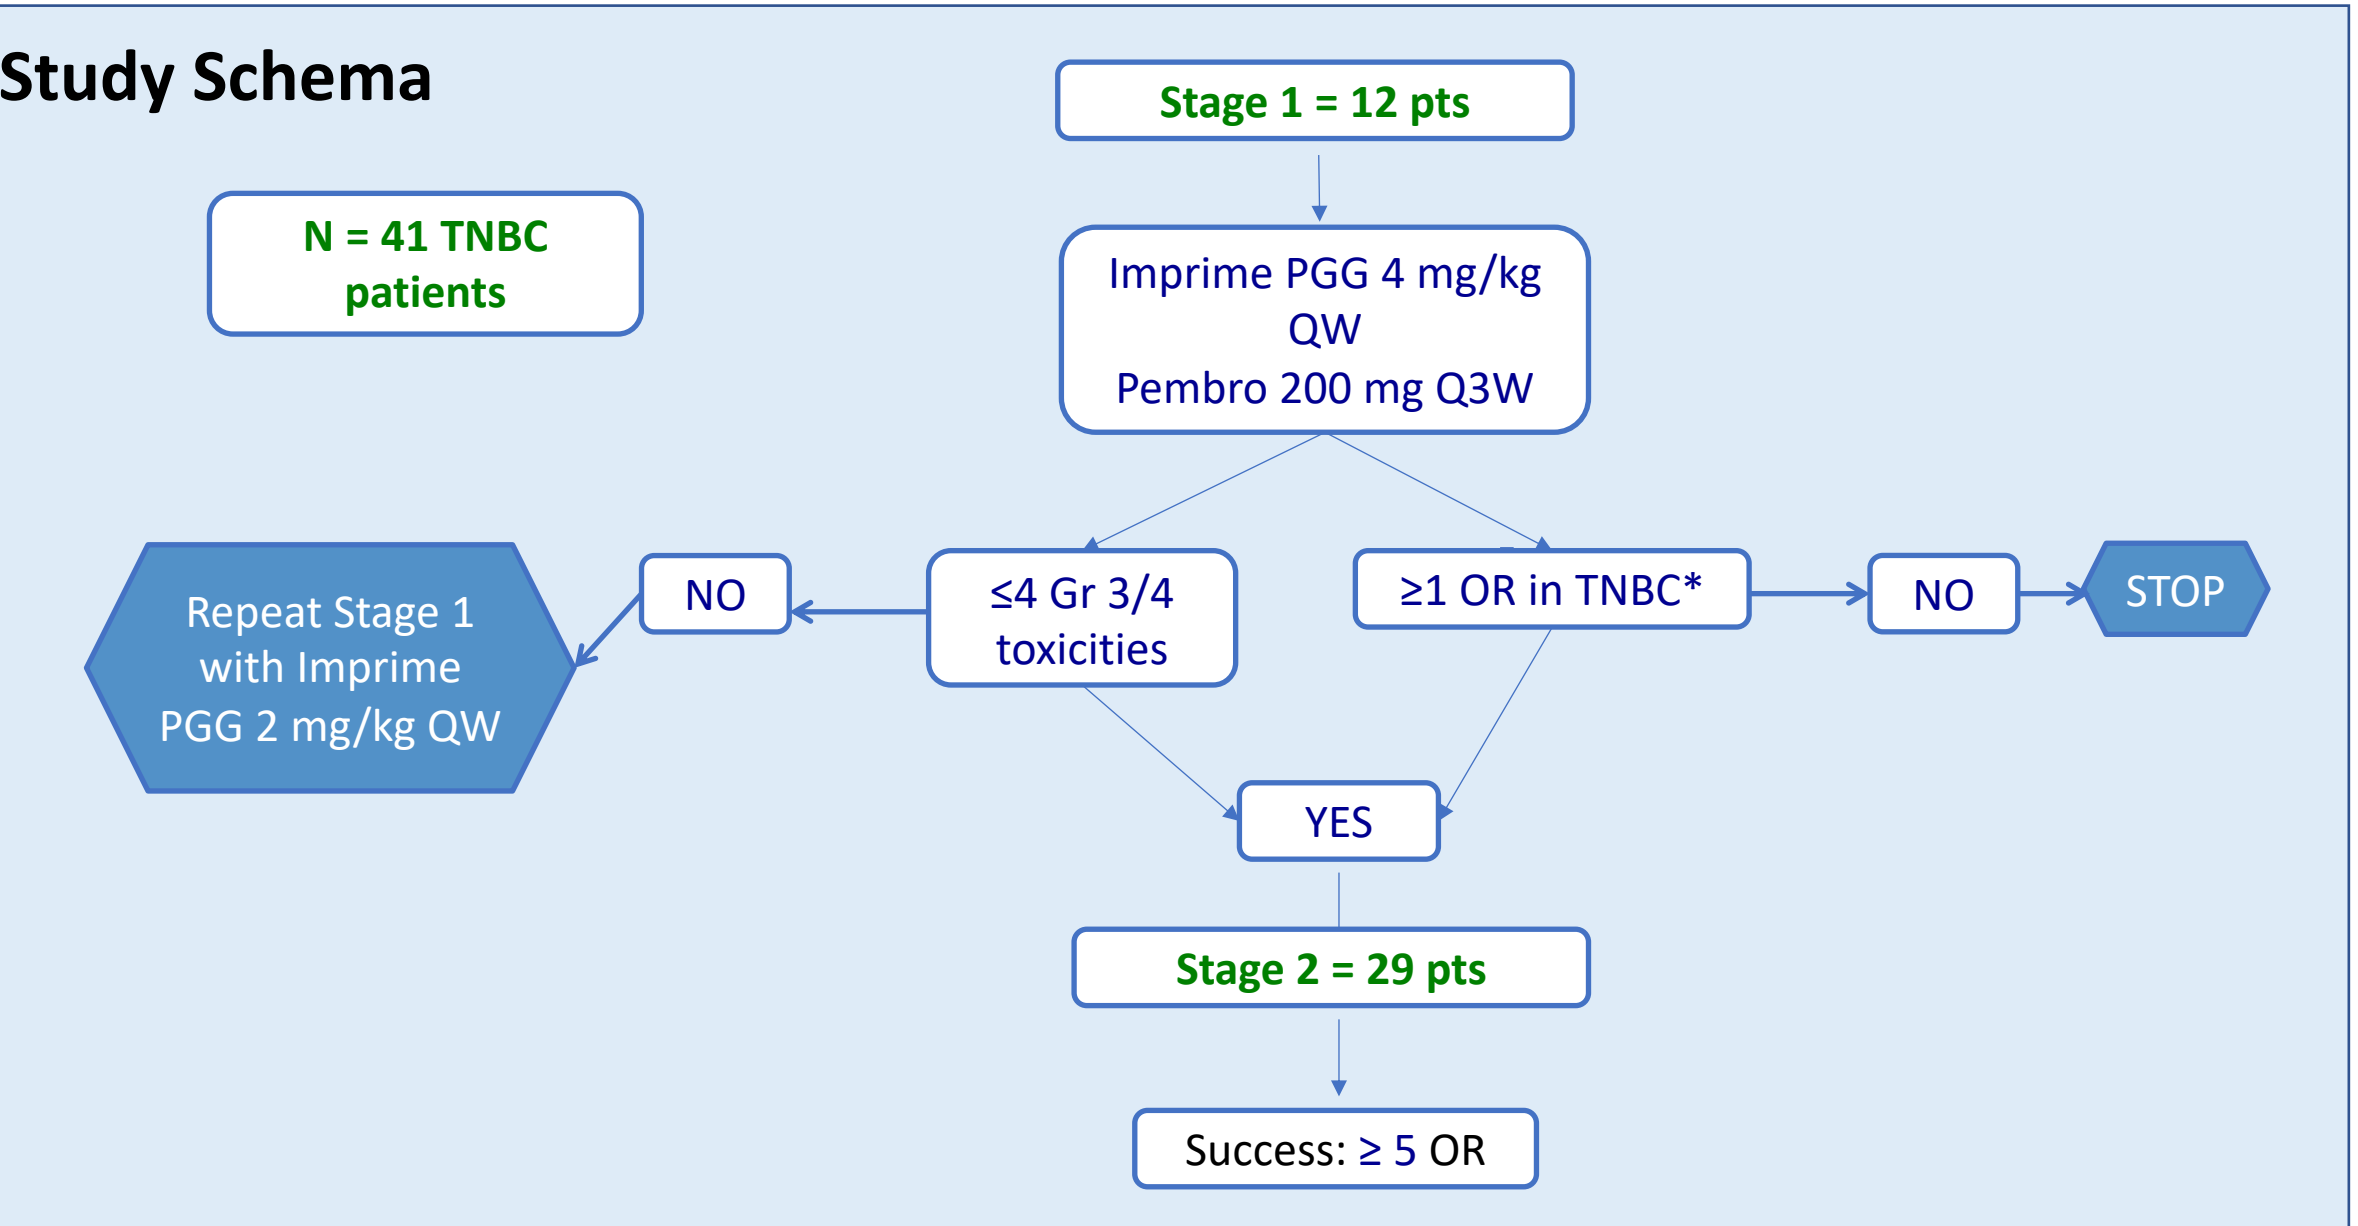 Study Schema
Stage 1 = 12 pts
N = 41 TNBC
patients
Imprime PGG 4 mg/kg
QW
Pembro 200 mg Q3W
Repeat Stage 1
with Imprime
PGG 2 mg/kg QW
NO
≤4 Gr 3/4
toxicities
≥1 OR in TNBC*
NO
STOP
YES
Stage 2 = 29 pts
Success: ≥ 5 OR